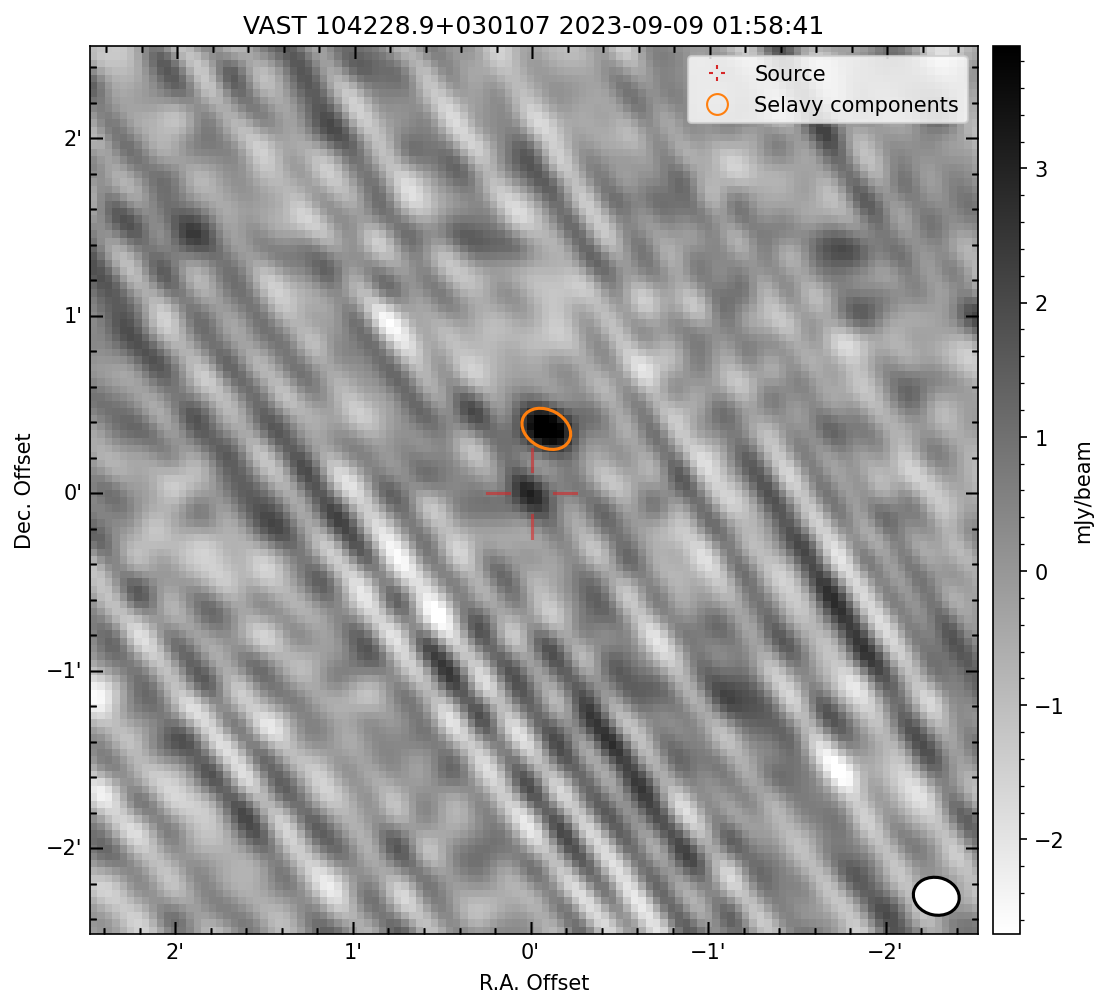 VAST 104228.9+030107 2023-09-09 01:58:41
Source
Selavy components
2'
1'
0'
−1'
−2'
Dec. Offset
2'
1'
0'
−1'
−2'
R.A. Offset
3
2
1
0
−1
−2
mJy/beam